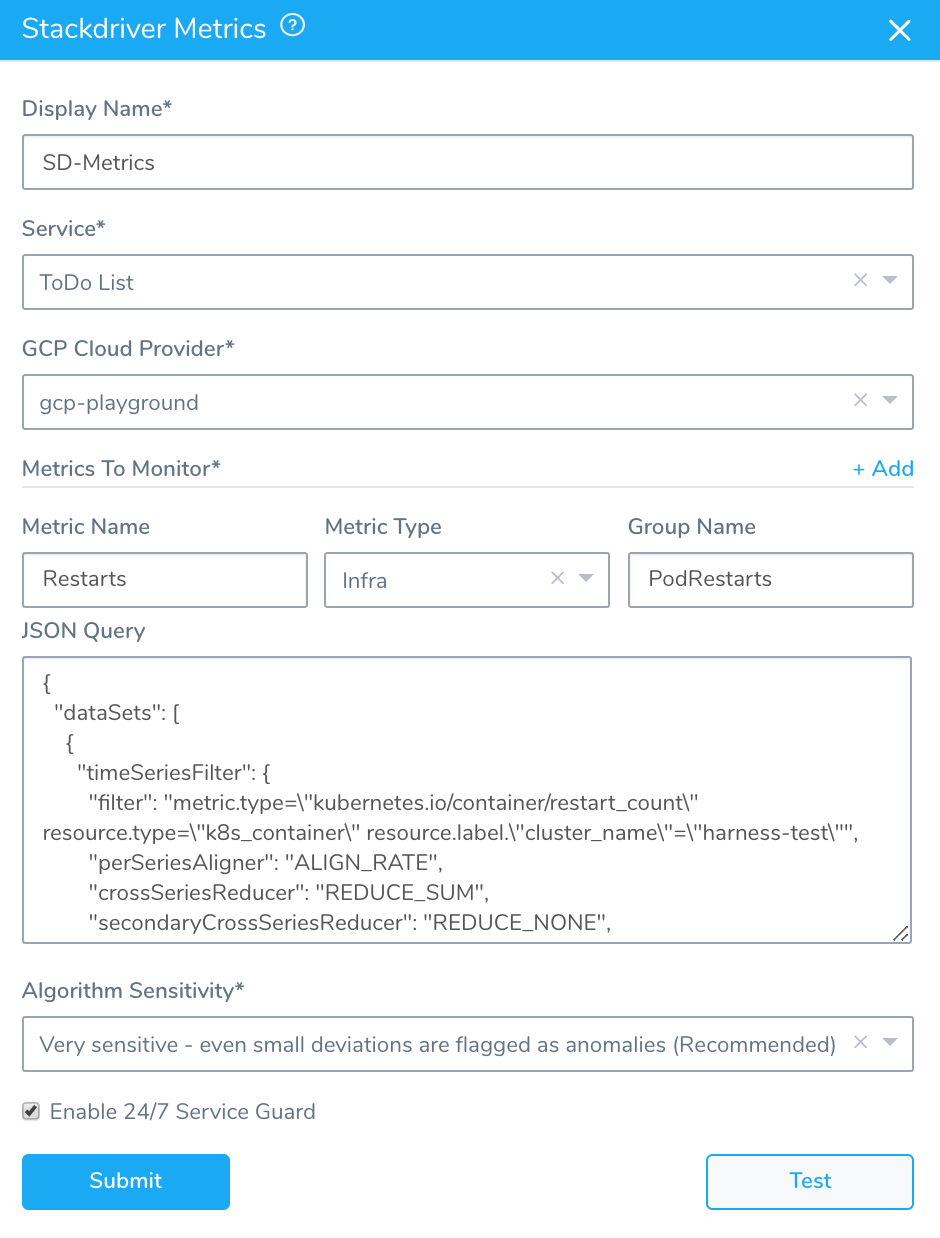 Stackdriver Metrics ?
Display Name*
SD-Metrics
Service*
ToDo List
GCP Cloud Provider*
gcp-playground
Metrics To Monitor* + Add
Metric Name Metric Type Group Name
Restarts Infra PodRestarts
JSON Query
{
"dataSets": [
{
"timeSeriesFilter": {
"filter": "metric.type=\"kubernetes.io/container/restart_count\"
resource.type=\"k8s_container\" resource.label.\"cluster_name\"=\"harness-test\"",
"perSeriesAligner": "ALIGN_RATE",
"crossSeriesReducer": "REDUCE_SUM",
"secondaryCrossSeriesReducer": "REDUCE_NONE",
Algorithm Sensitivity*
Very sensitive - even small deviations are flagged as anomalies (Recommended)
Enable 24/7 Service Guard
Submit Test